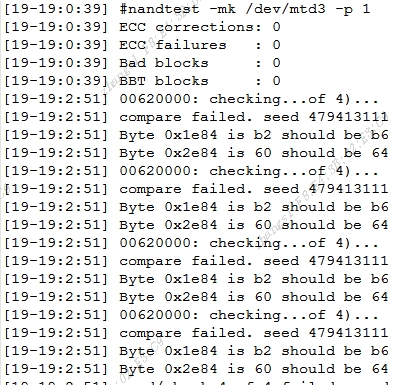 [19-19:0:39] #nandtest -mk /dev/mtd3 -p 1
[19-19:0:39] ECC corrections: 0
[19-19:0:39] ECC failures   : 0
[19-19:0:39] Bad blocks     : 0
[19-19:0:39] BBT blocks     : 0
[19-19:2:51] 00620000: checking...of 4)...
[19-19:2:51] compare failed. seed 479413111
[19-19:2:51] Byte 0x1e84 is b2 should be b6
[19-19:2:51] Byte 0x2e84 is 60 should be 64
[19-19:2:51] 00620000: checking...of 4)...
[19-19:2:51] compare failed. seed 479413111
[19-19:2:51] Byte 0x1e84 is b2 should be b6
[19-19:2:51] Byte 0x2e84 is 60 should be 64
[19-19:2:51] 00620000: checking...of 4)...
[19-19:2:51] compare failed. seed 479413111
[19-19:2:51] Byte 0x1e84 is b2 should be b6
[19-19:2:51] Byte 0x2e84 is 60 should be 64
[19-19:2:51] 00620000: checking...of 4)...
[19-19:2:51] compare failed. seed 479413111
[19-19:2:51] Byte 0x1e84 is b2 should be b6
[19-19:2:51] Byte 0x2e84 is 60 should be 64